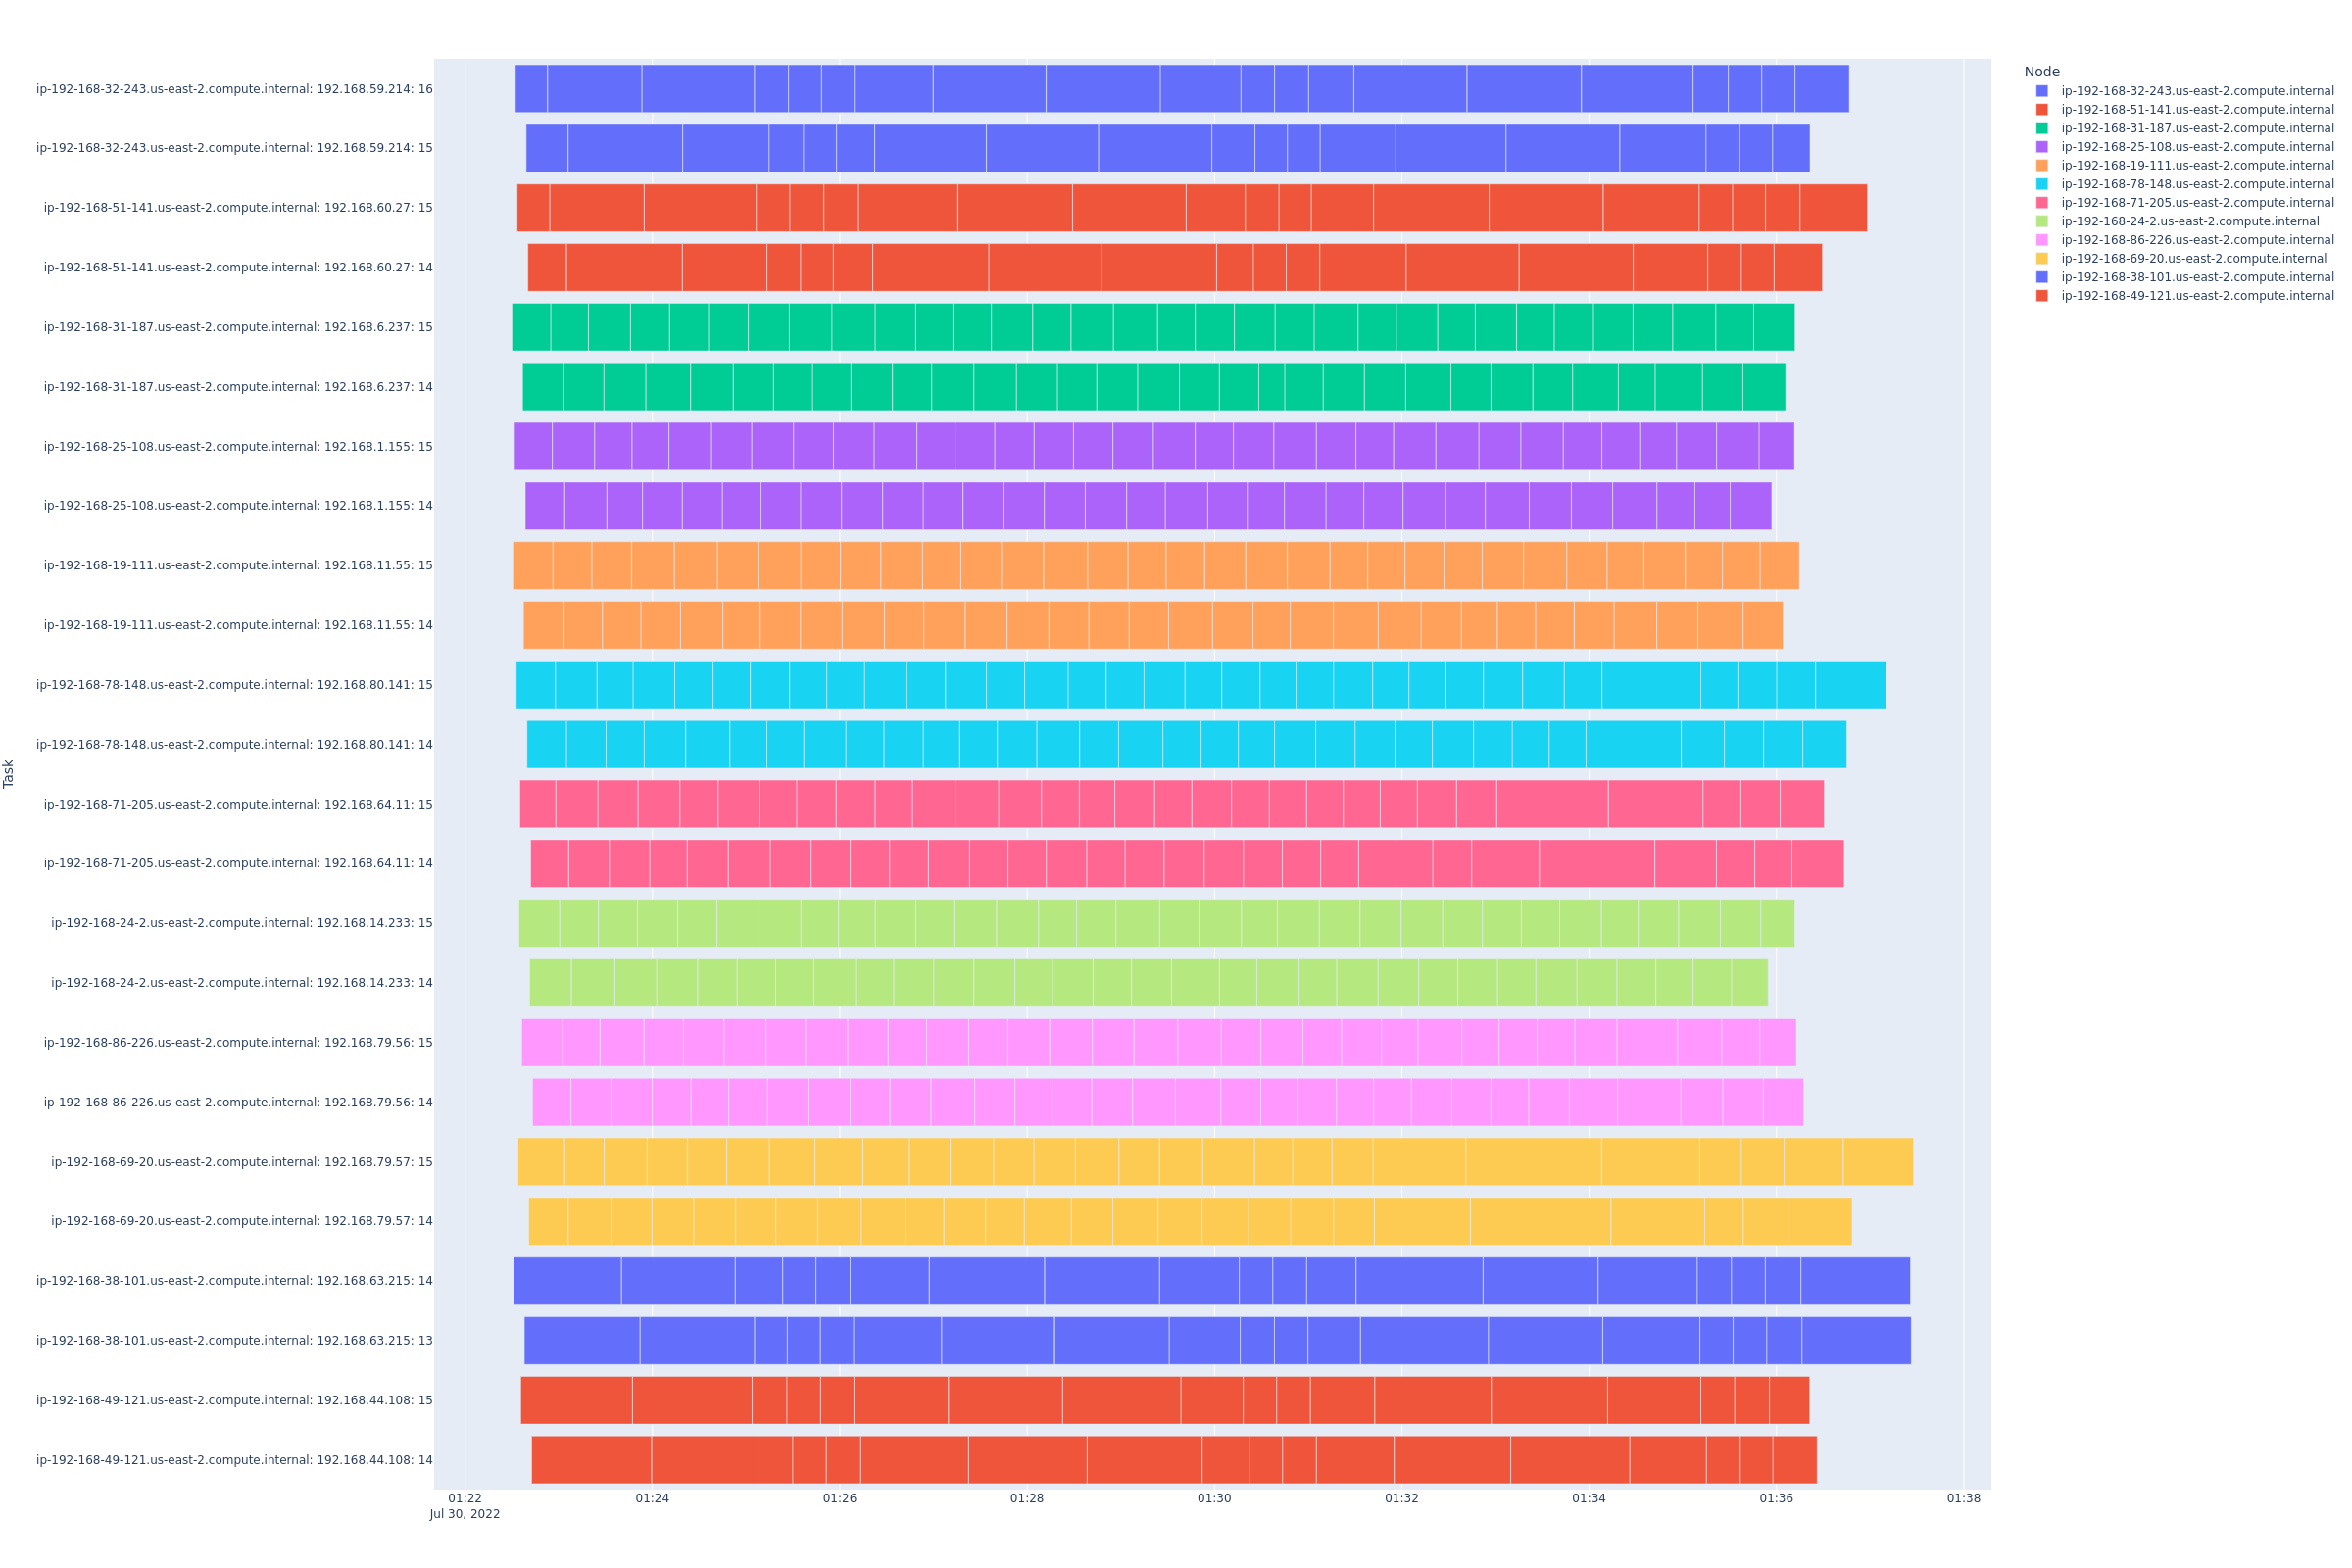 ip-192-168-32-243.us-east-2.compute.internal: 192.168.59.214: 16
ip-192-168-32-243.us-east-2.compute.internal: 192.168.59.214: 15
ip-192-168-51-141.us-east-2.compute.internal: 192.168.60.27: 15
ip-192-168-51-141.us-east-2.compute.internal: 192.168.60.27: 14
ip-192-168-31-187.us-east-2.compute.internal: 192.168.6.237: 15
ip-192-168-31-187.us-east-2.compute.internal: 192.168.6.237: 14
ip-192-168-25-108.us-east-2.compute.internal: 192.168.1.155: 15
ip-192-168-25-108.us-east-2.compute.internal: 192.168.1.155: 14
ip-192-168-19-111.us-east-2.compute.internal: 192.168.11.55: 15
ip-192-168-19-111.us-east-2.compute.internal: 192.168.11.55: 14
ip-192-168-78-148.us-east-2.compute.internal: 192.168.80.141: 15
ip-192-168-78-148.us-east-2.compute.internal: 192.168.80.141: 14
ip-192-168-71-205.us-east-2.compute.internal: 192.168.64.11: 15
ip-192-168-71-205.us-east-2.compute.internal: 192.168.64.11: 14
ip-192-168-24-2.us-east-2.compute.internal: 192.168.14.233: 15
ip-192-168-24-2.us-east-2.compute.internal: 192.168.14.233: 14
ip-192-168-86-226.us-east-2.compute.internal: 192.168.79.56: 15
ip-192-168-86-226.us-east-2.compute.internal: 192.168.79.56: 14
ip-192-168-69-20.us-east-2.compute.internal: 192.168.79.57: 15
ip-192-168-69-20.us-east-2.compute.internal: 192.168.79.57: 14
ip-192-168-38-101.us-east-2.compute.internal: 192.168.63.215: 14
ip-192-168-38-101.us-east-2.compute.internal: 192.168.63.215: 13
ip-192-168-49-121.us-east-2.compute.internal: 192.168.44.108: 15
ip-192-168-49-121.us-east-2.compute.internal: 192.168.44.108: 14
Task
01:22 01:24 01:26 01:28 01:30 01:32 01:34 01:36 01:38
Jul 30, 2022
Node
ip-192-168-32-243.us-east-2.compute.internal
ip-192-168-51-141.us-east-2.compute.internal
ip-192-168-31-187.us-east-2.compute.internal
ip-192-168-25-108.us-east-2.compute.internal
ip-192-168-19-111.us-east-2.compute.internal
ip-192-168-78-148.us-east-2.compute.internal
ip-192-168-71-205.us-east-2.compute.internal
ip-192-168-24-2.us-east-2.compute.internal
ip-192-168-86-226.us-east-2.compute.internal
ip-192-168-69-20.us-east-2.compute.internal
ip-192-168-38-101.us-east-2.compute.internal
ip-192-168-49-121.us-east-2.compute.internal